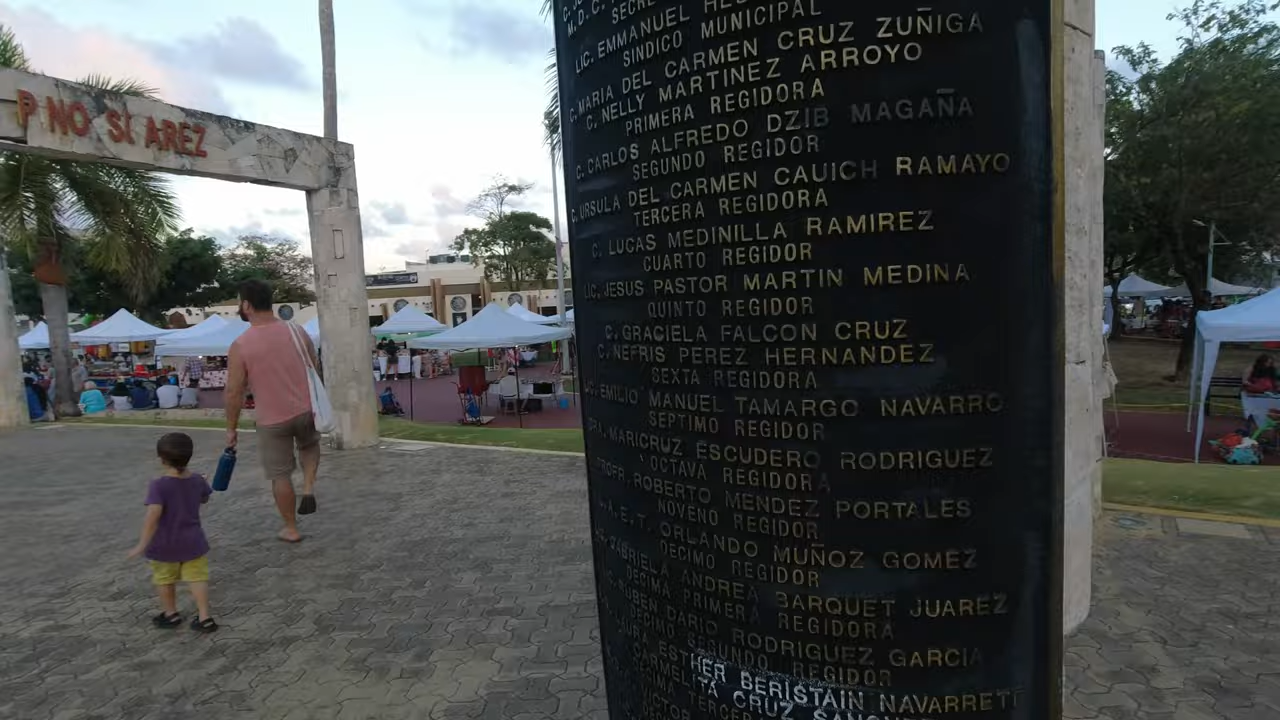 P NO SUAREZ
SECRE
M.D.C.
LIC. EMMANUEL
SINDICO MUNICIPAL
C. MARIA DEL CARMEN CRUZ ZUÑIGA
C. NELLY MARTINEZ ARROYO
PRIMERA REGIDORA
C. CARLOS ALFREDO DZIB MAGAÑA
SEGUNDO REGIDOR
C. URSULA DEL CARMEN CAUICH RAMAYO
TERCERA REGIDORA
C. LUCAS MEDINILLA RAMIREZ
CUARTO REGIDOR
LIC. JESUS PASTOR MARTIN MEDINA
QUINTO REGIDOR
C. GRACIELA FALCON CRUZ
C. NEFRIS PEREZ HERNANDEZ
SEXTA REGIDORA
LIC. EMILIO MANUEL TAMARGO NAVARRO
SEPTIMO REGIDOR
DRA. MARICRUZ ESCUDERO RODRIGUEZ
OCTAVA REGIDORA
PROFR. ROBERTO MENDEZ PORTALES
NOVENO REGIDOR
A.E.T. ORLANDO MUÑOZ GOMEZ
DECIMO REGIDOR
GABRIELA ANDREA BARQUET JUAREZ
DECIMA PRIMERA REGIDORA
RUBEN DARIO RODRIGUEZ GARCIA
DECIMO SEGUNDO REGIDOR
ESTHER BERISTAIN NAVARRETE
CARMELITA CRUZ
TERCER